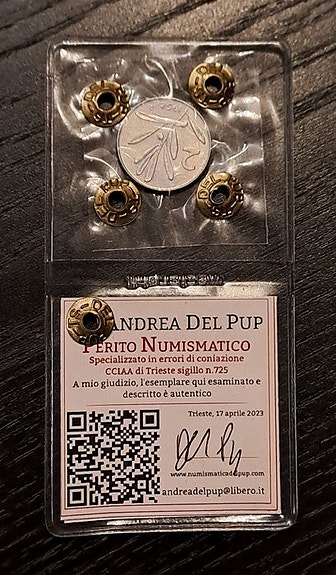 2
ANDREA DEL PUP
PERITO NUMISMATICO
Specializzato in errori di coniazione
CCIAA di Trieste sigillo n.725
A mio giudizio, l'esemplare qui esaminato e
descritto è autentico
Trieste, 17 aprile 2023
www.numismaticadelpup.com
andreadelpup@libero.it